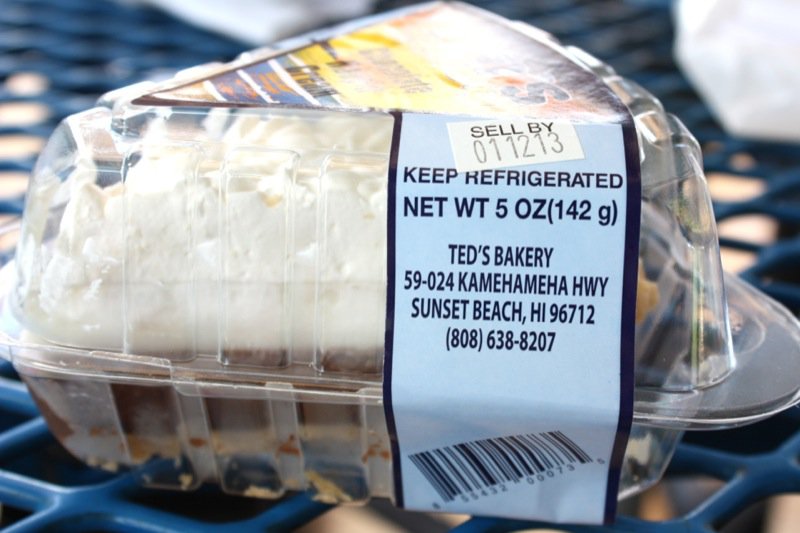 SELL BY
011213
KEEP REFRIGERATED
NET WT 5 OZ(142 g)
TED'S BAKERY
59-024 KAMEHAMEHA HWY
SUNSET BEACH, HI 96712
(808) 638-8207